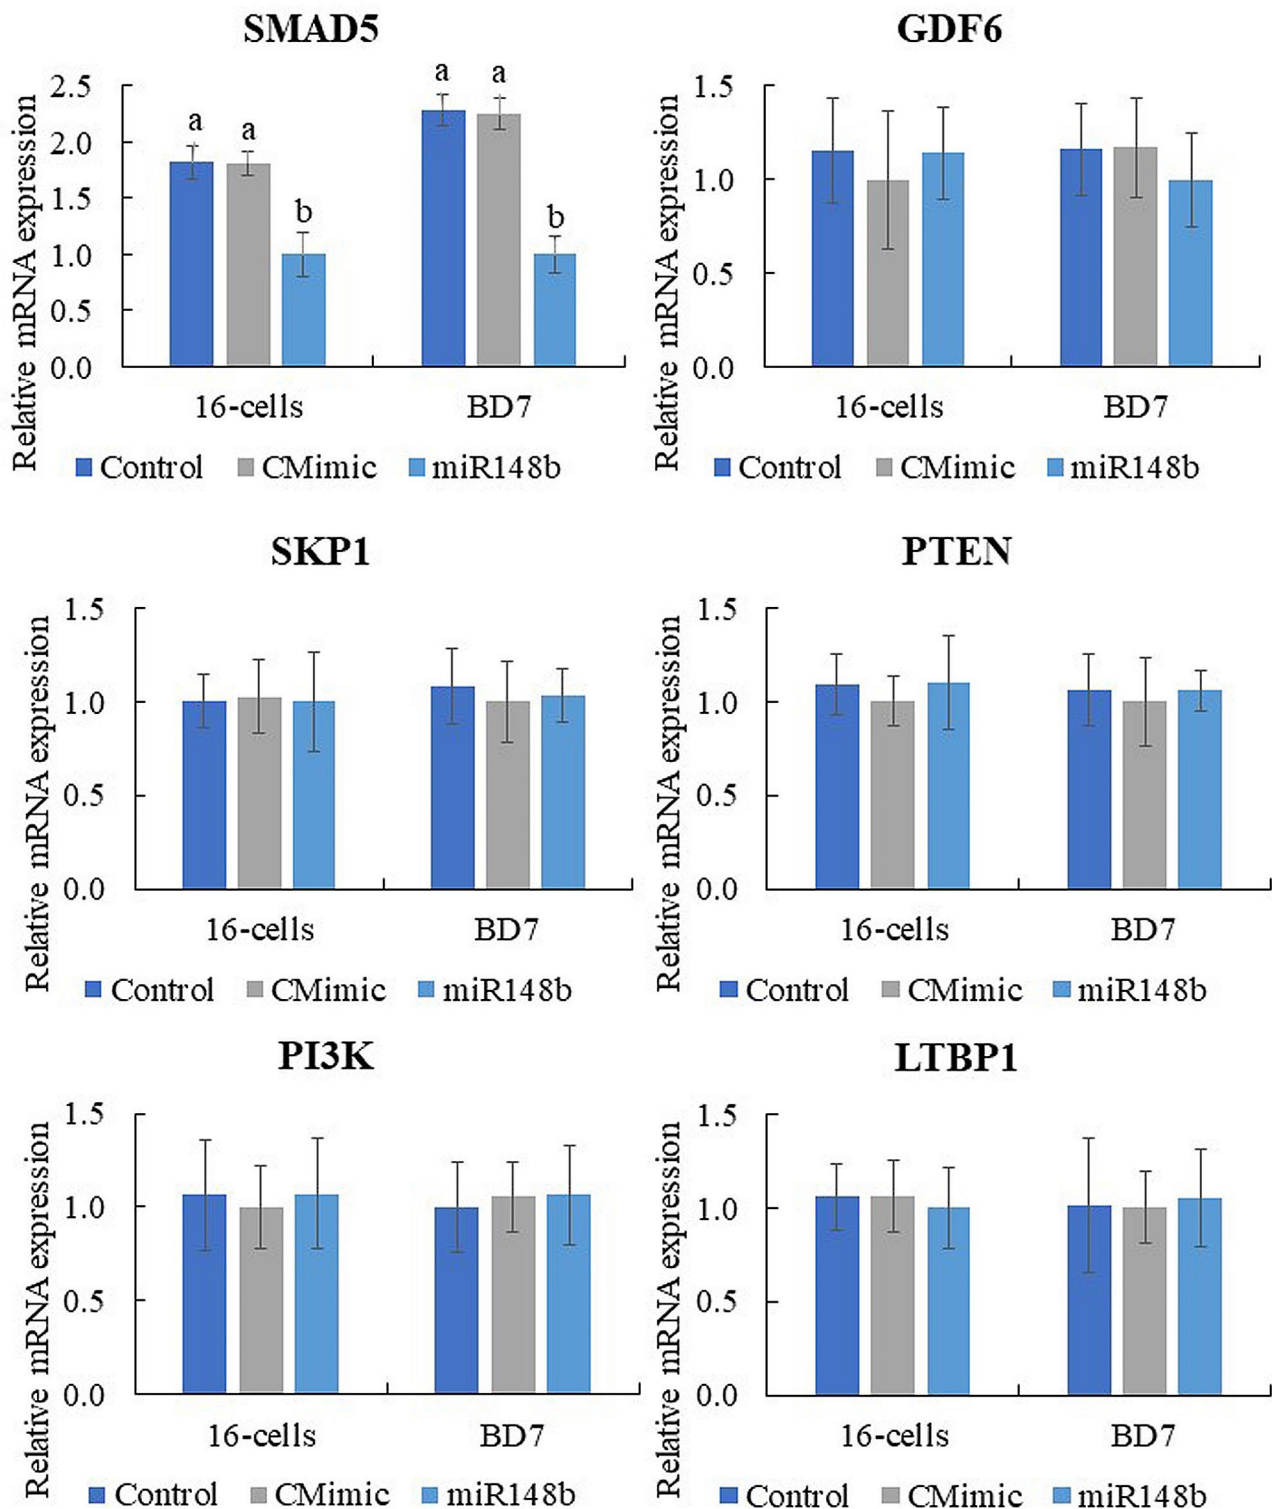 SMAD5
Relative mRNA expression
2.5
2.0
1.5
1.0
0.5
0.0
a
a
b
a
a
b
16-cells BD7
Control CMimic miR148b
GDF6
Relative mRNA expression
1.5
1.0
0.5
0.0
16-cells BD7
Control CMimic miR148b
SKP1
Relative mRNA expression
1.5
1.0
0.5
0.0
16-cells BD7
Control CMimic miR148b
PTEN
Relative mRNA expression
1.5
1.0
0.5
0.0
16-cells BD7
Control CMimic miR148b
PI3K
Relative mRNA expression
1.5
1.0
0.5
0.0
16-cells BD7
Control CMimic miR148b
LTBP1
Relative mRNA expression
1.5
1.0
0.5
0.0
16-cells BD7
Control CMimic miR148b